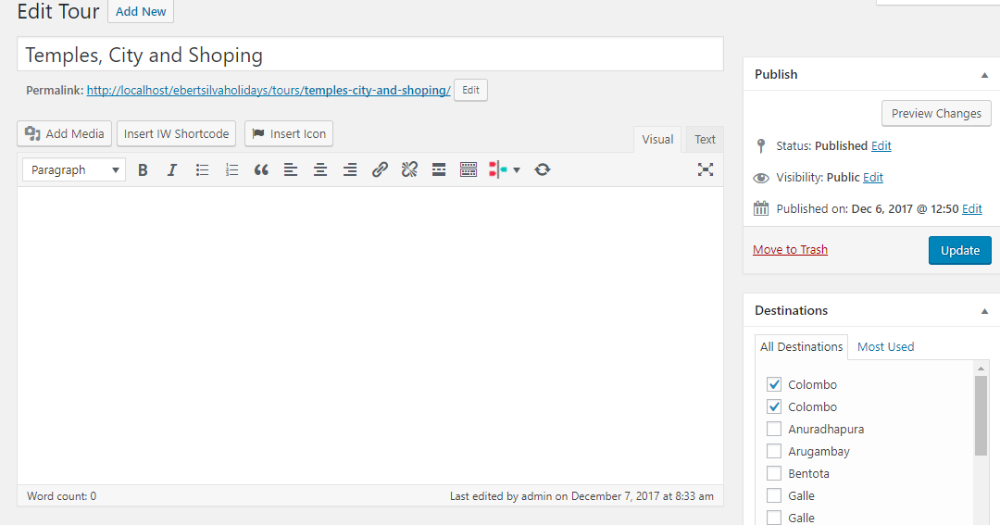 Edit Tour Add New
Temples, City and Shoping
Permalink: http://localhost/ebertsilvaholidays/tours/temples-city-and-shoping/ Edit
Add Media Insert IW Shortcode Insert Icon
Visual Text
Paragraph
Word count: 0
Last edited by admin on December 7, 2017 at 8:33 am
Publish
Preview Changes
Status: Published Edit
Visibility: Public Edit
Published on: Dec 6, 2017 @ 12:50 Edit
Move to Trash Update
Destinations
All Destinations Most Used
Colombo
Colombo
Anuradhapura
Arugambay
Bentota
Galle
Galle